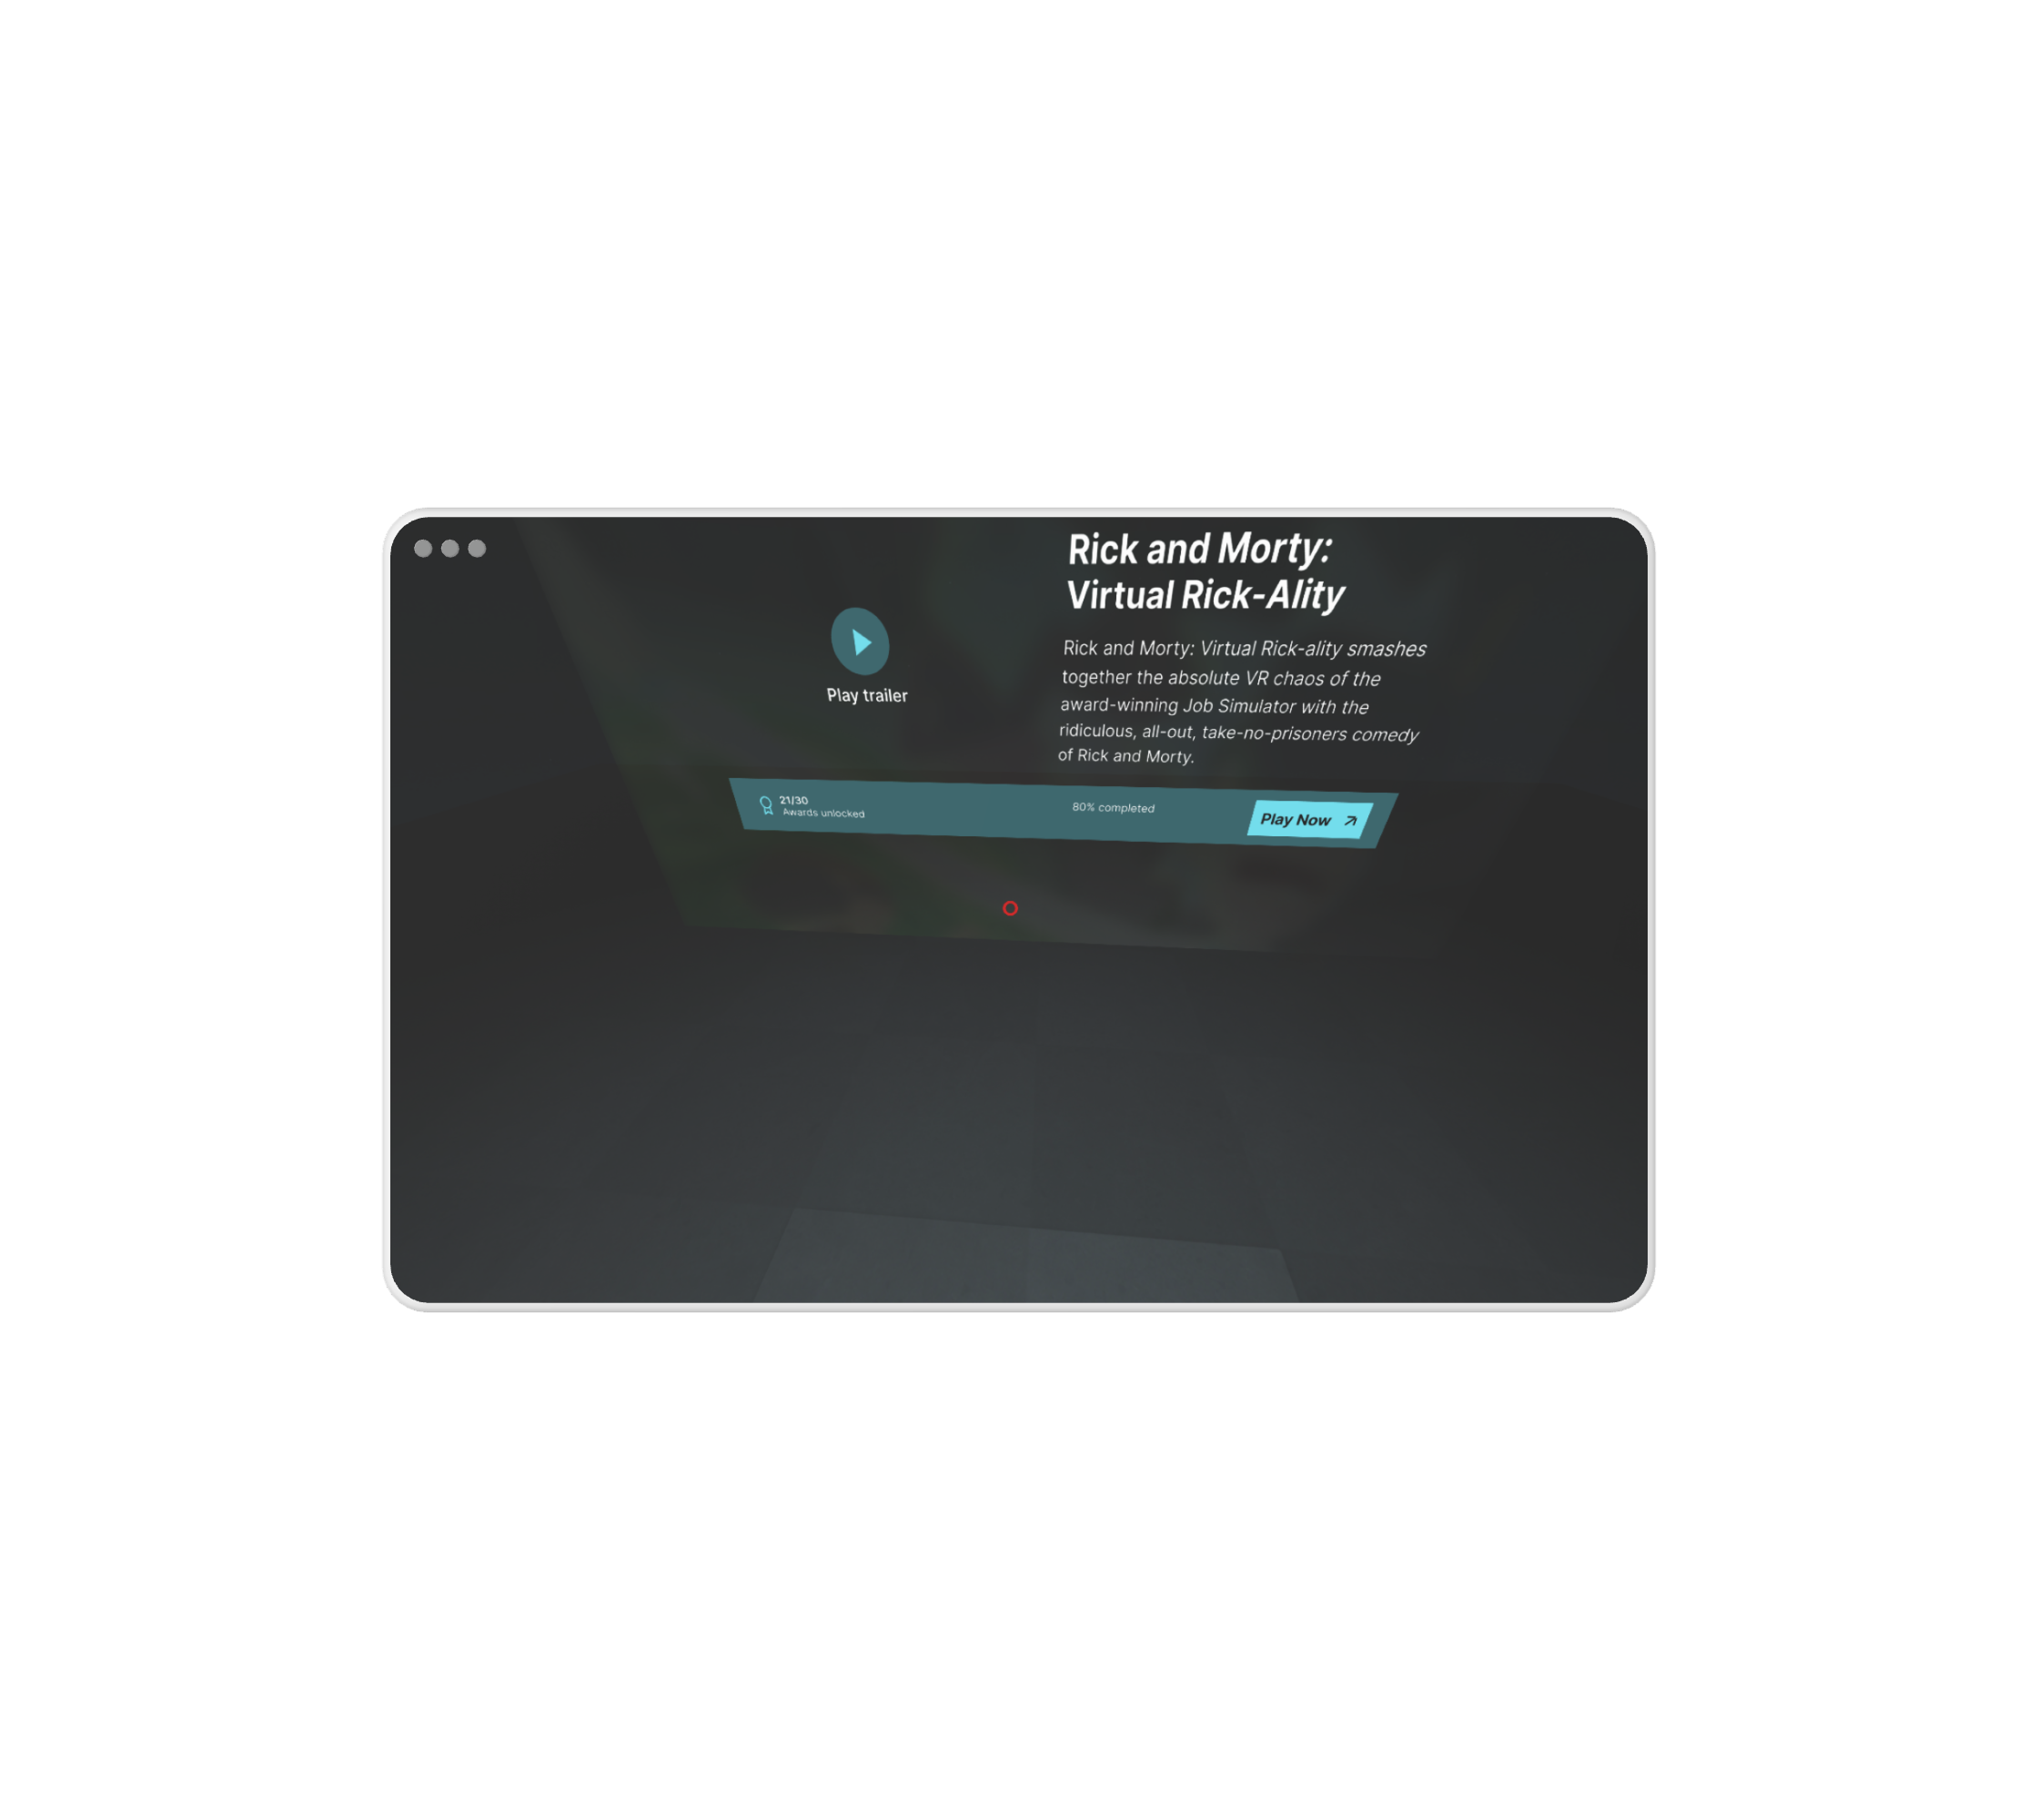 Rick and Morty:
Virtual Rick-Ality
Rick and Morty: Virtual Rick-ality smashes
together the absolute VR chaos of the
award-winning Job Simulator with the
ridiculous, all-out, take-no-prisoners comedy
of Rick and Morty.
Play trailer
21/30
Awards unlocked
80% completed
Play Now